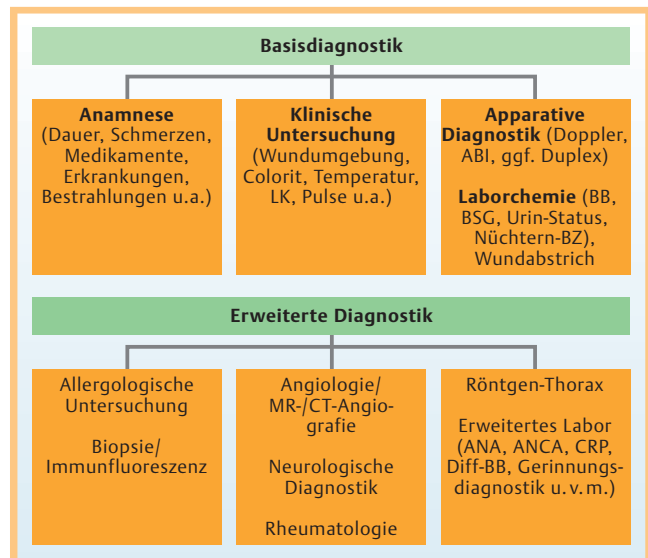 Basisdiagnostik
Anamnese
(Dauer, Schmerzen,
Medikamente,
Erkrankungen,
Bestrahlungen u.a.)
Klinische
Untersuchung
(Wundumgebung,
Colorit, Temperatur,
LK, Pulse u.a.)
Apparative
Diagnostik (Doppler,
ABI, ggf. Duplex)
Laborchemie (BB,
BSG, Urin-Status,
Nüchtern-BZ),
Wundabstrich
Erweiterte Diagnostik
Allergologische
Untersuchung
Biopsie/
Immunfluoreszenz
Angiologie/
MR-/CT-Angio-
grafie
Neurologische
Diagnostik
Rheumatologie
Röntgen-Thorax
Erweitertes Labor
(ANA, ANCA, CRP,
Diff-BB, Gerinnungs-
diagnostik u. v. m.)